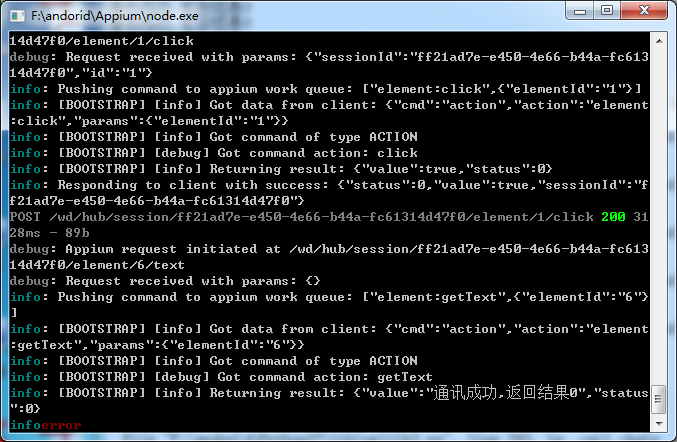 F:\andorid\Appium\node.exe
14d47f0/element/1/click
debug: Request received with params: {"sessionId":"ff21ad7e-e450-4e66-b44a-fc613
14d47f0","id":"1"}
info: Pushing command to appium work queue: ["element:click",{"elementId":"1"}]
info: [BOOTSTRAP] [info] Got data from client: {"cmd":"action","action":"element
:click","params":{"elementId":"1"}}
info: [BOOTSTRAP] [info] Got command of type ACTION
info: [BOOTSTRAP] [debug] Got command action: click
info: [BOOTSTRAP] [info] Returning result: {"value":true,"status":0}
info: Responding to client with success: {"status":0,"value":true,"sessionId":"f
f21ad7e-e450-4e66-b44a-fc61314d47f0"}
POST /wd/hub/session/ff21ad7e-e450-4e66-b44a-fc61314d47f0/element/1/click 200 31
28ms - 89b
debug: Appium request initiated at /wd/hub/session/ff21ad7e-e450-4e66-b44a-fc613
14d47f0/element/6/text
debug: Request received with params: {}
info: Pushing command to appium work queue: ["element:getText",{"elementId":"6"}
]
info: [BOOTSTRAP] [info] Got data from client: {"cmd":"action","action":"element
:getText","params":{"elementId":"6"}}
info: [BOOTSTRAP] [info] Got command of type ACTION
info: [BOOTSTRAP] [debug] Got command action: getText
info: [BOOTSTRAP] [info] Returning result: {"value":"通讯成功,返回结果0","status
":0}
infoerror